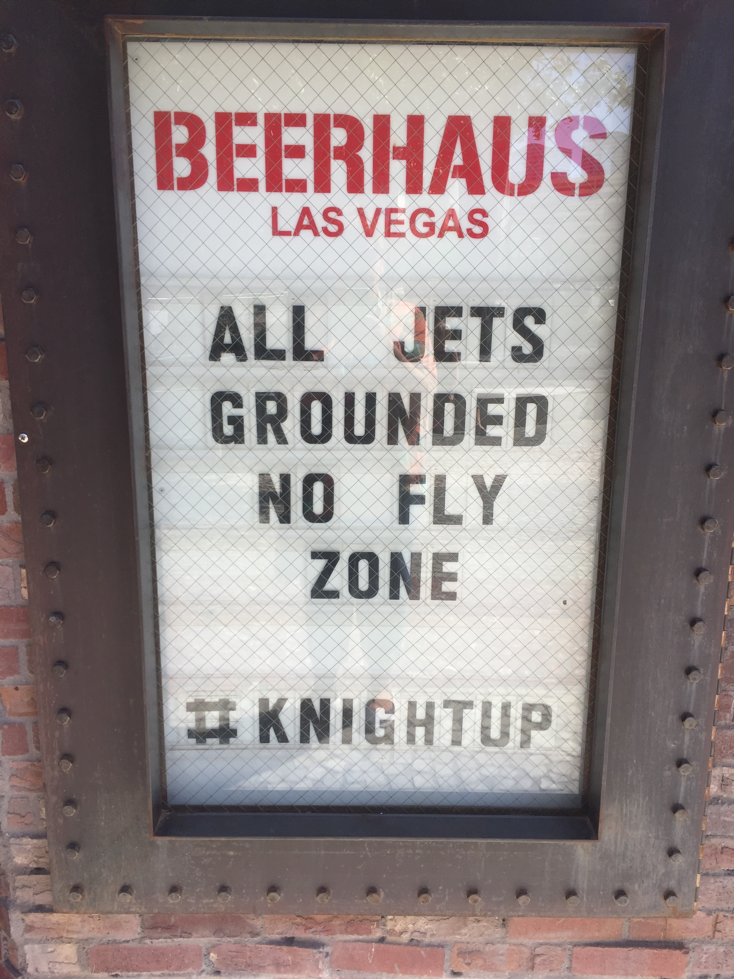 BEERHAUS
LAS VEGAS
ALL JETS
GROUNDED
NO FLY
ZONE
#KNIGHTUP